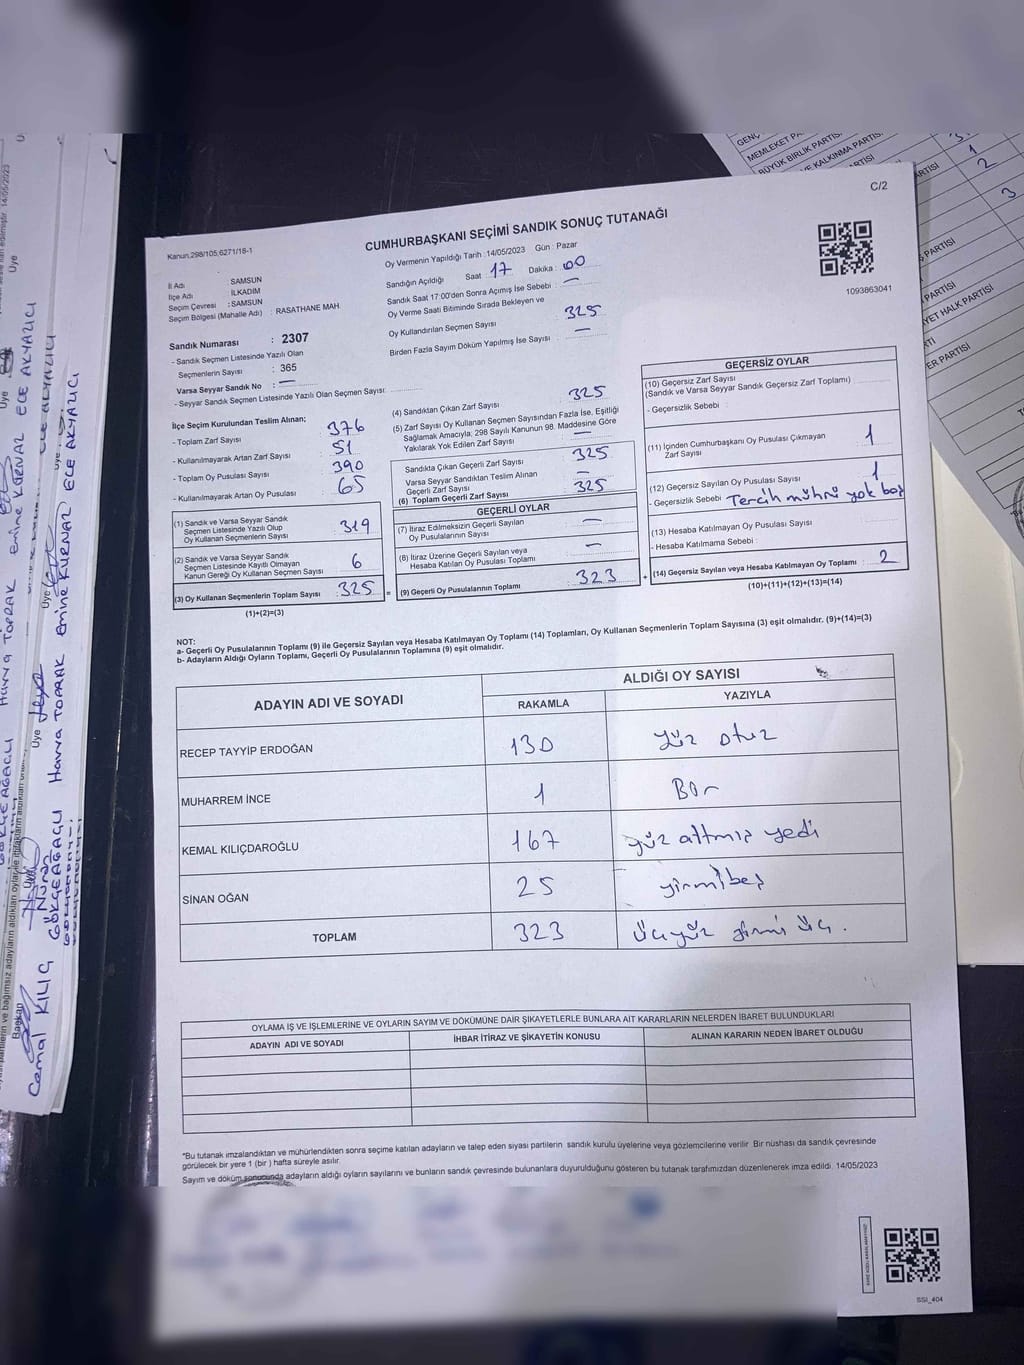 C/2
Kanun,298/105,6271/18-1
CUMHURBAŞKANI SEÇİMİ SANDIK SONUÇ TUTANAĞI
1093863041
İl Adı : SAMSUN
İlçe Adı : İLKADIM
Seçim Çevresi : SAMSUN
Seçim Bölgesi (Mahalle Adı) : RASATHANE MAH.
Sandık Numarası : 2307
- Sandık Seçmen Listesinde Yazılı Olan
Seçmenlerin Sayısı : 365
Varsa Seyyar Sandık No : —
- Seyyar Sandık Seçmen Listesinde Yazılı Olan Seçmen Sayısı:
Oy Vermenin Yapıldığı Tarih : 14/05/2023 Gün : Pazar
Sandığın Açıldığı Saat 17 Dakika : 00
Sandık Saat 17:00'den Sonra Açımış İse Sebebi : —
Oy Verme Saati Bitiminde Sırada Bekleyen ve
Oy Kullandırılan Seçmen Sayısı 325
Birden Fazla Sayım Döküm Yapılmış İse Sayısı : —
İlçe Seçim Kurulundan Teslim Alınan;
- Toplam Zarf Sayısı : 376
- Kullanılmayarak Artan Zarf Sayısı : 51
- Toplam Oy Pusulası Sayısı : 390
- Kullanılmayarak Artan Oy Pusulası : 65
(1) Sandık ve Varsa Seyyar Sandık
Seçmen Listesinde Yazılı Olup
Oy Kullanan Seçmenlerin Sayısı : 319
(2) Sandık ve Varsa Seyyar Sandık
Seçmen Listesinde Kayıtlı Olmayan
Kanun Gereği Oy Kullanan Seçmen Sayısı : 6
(3) Oy Kullanan Seçmenlerin Toplam Sayısı : 325
(1)+(2)=(3)
(4) Sandıktan Çıkan Zarf Sayısı : 325
(5) Zarf Sayısı Oy Kullanan Seçmen Sayısından Fazla İse, Eşitliği
Sağlamak Amacıyla; 298 Sayılı Kanunun 98. Maddesine Göre
Yakılarak Yok Edilen Zarf Sayısı : —
Sandıkta Çıkan Geçerli Zarf Sayısı : 325
Varsa Seyyar Sandıktan Teslim Alınan
Geçerli Zarf Sayısı : —
(6) Toplam Geçerli Zarf Sayısı : 325
GEÇERLİ OYLAR
(7) İtiraz Edilmeksizin Geçerli Sayılan
Oy Pusulalarının Sayısı : —
(8) İtiraz Üzerine Geçerli Sayılan veya
Hesaba Katılan Oy Pusulası Toplamı : —
= (9) Geçerli Oy Pusulalarının Toplamı : 323
GEÇERSİZ OYLAR
(10) Geçersiz Zarf Sayısı
(Sandık ve Varsa Seyyar Sandık Geçersiz Zarf Toplamı)
- Geçersizlik Sebebi :
(11) İçinden Cumhurbaşkanı Oy Pusulası Çıkmayan
Zarf Sayısı : 1
(12) Geçersiz Sayılan Oy Pusulası Sayısı : 1
- Geçersizlik Sebebi : Tercih mührü yok boş
(13) Hesaba Katılmayan Oy Pusulası Sayısı :
- Hesaba Katılmama Sebebi :
+ (14) Geçersiz Sayılan veya Hesaba Katılmayan Oy Toplamı : 2
(10)+(11)+(12)+(13)=(14)
NOT:
a- Geçerli Oy Pusulalarının Toplamı (9) ile Geçersiz Sayılan veya Hesaba Katılmayan Oy Toplamı (14) Toplamları, Oy Kullanan Seçmenlerin Toplam Sayısına (3) eşit olmalıdır. (9)+(14)=(3)
b- Adayların Aldığı Oyların Toplamı, Geçerli Oy Pusulalarının Toplamına (9) eşit olmalıdır.
ADAYIN ADI VE SOYADI ALDIĞI OY SAYISI
RAKAMLA YAZIYLA
RECEP TAYYİP ERDOĞAN 130 Yüz otuz
MUHARREM İNCE 1 Bir
KEMAL KILIÇDAROĞLU 167 yüz altmış yedi
SİNAN OĞAN 25 yirmibeş
TOPLAM 323 Üçyüz yirmi üç.
OYLAMA İŞ VE İŞLEMLERİNE VE OYLARIN SAYIM VE DÖKÜMÜNE DAİR ŞİKAYETLERLE BUNLARA AİT KARARLARIN NELERDEN İBARET BULUNDUKLARI
ADAYIN ADI VE SOYADI İHBAR İTİRAZ VE ŞİKAYETİN KONUSU ALINAN KARARIN NEDEN İBARET OLDUĞU
*Bu tutanak imzalandıktan ve mühürlendikten sonra seçime katılan adayların ve talep eden siyası partilerin sandık kurulu üyelerine veya gözlemcilerine verilir. Bir nüshası da sandık çevresinde
görülecek bir yere 1 (bir ) hafta süreyle asılır.
Sayım ve döküm sonucunda adayların aldığı oyların sayılarını ve bunların sandık çevresinde bulunanlara duyurulduğunu gösteren bu tutanak tarafımızdan düzenlenerek imza edildi. 14/05/2023
SSI_404
GENÇ
MEMLEKET PA
BÜYÜK BİRLİK PARTİSİ
VE KALKINMA PARTİSİ
PARTİSİ
1
2
3
ER PARTİSİ
YET HALK PARTİSİ
Başkan
Cemal KILIÇ
Üye
Nunur
GÖKÇEAĞAÇLI
Üye
Havva TOPRAK
Üye
Emine KURNAZ
Üye
ECE AKYAZICI